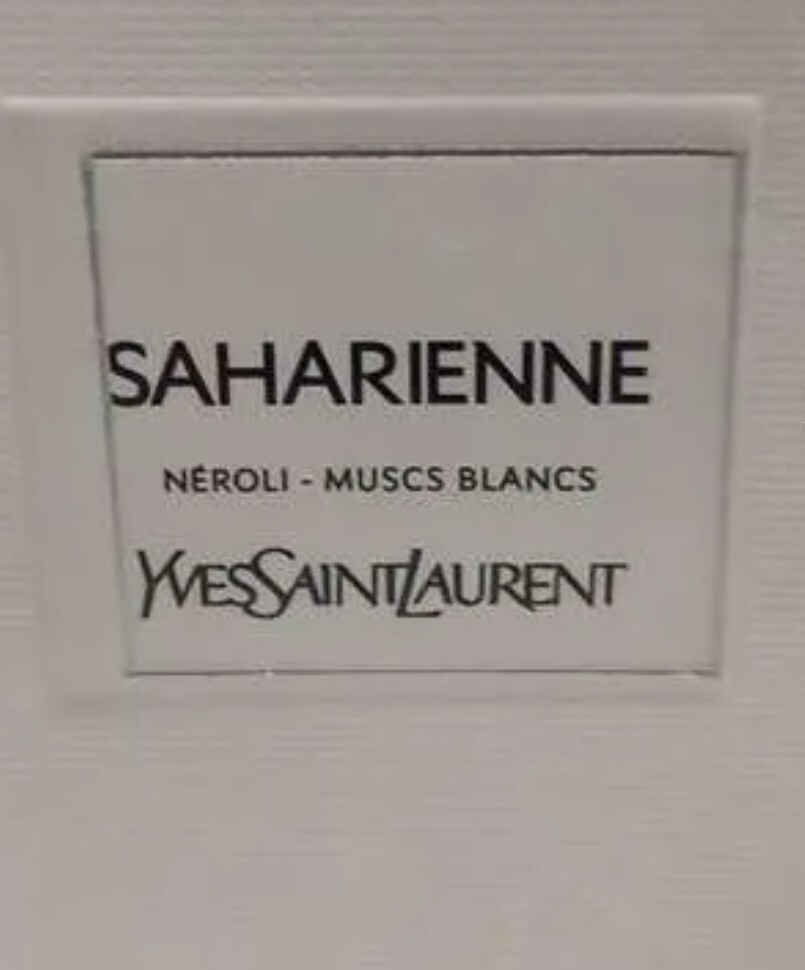 SAHARIENNE
NÉROLI - MUSCS BLANCS
YVESSAINTLAURENT